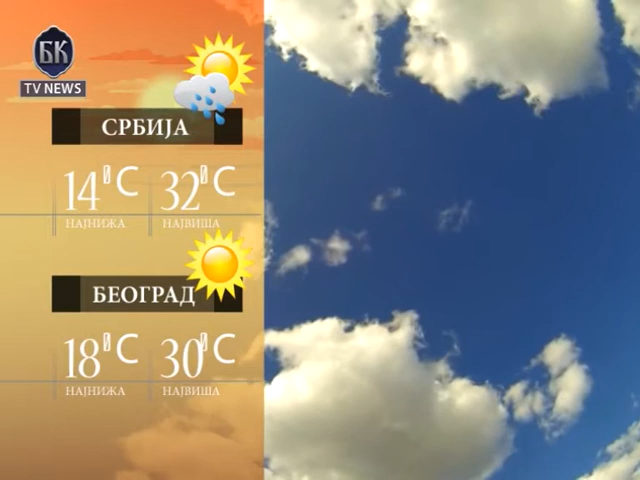 БК
TV NEWS
СРБИЈА
14°C 32°C
НАЈНИЖА НАЈВИША
БЕОГРАД
18°C 30°C
НАЈНИЖА НАЈВИША